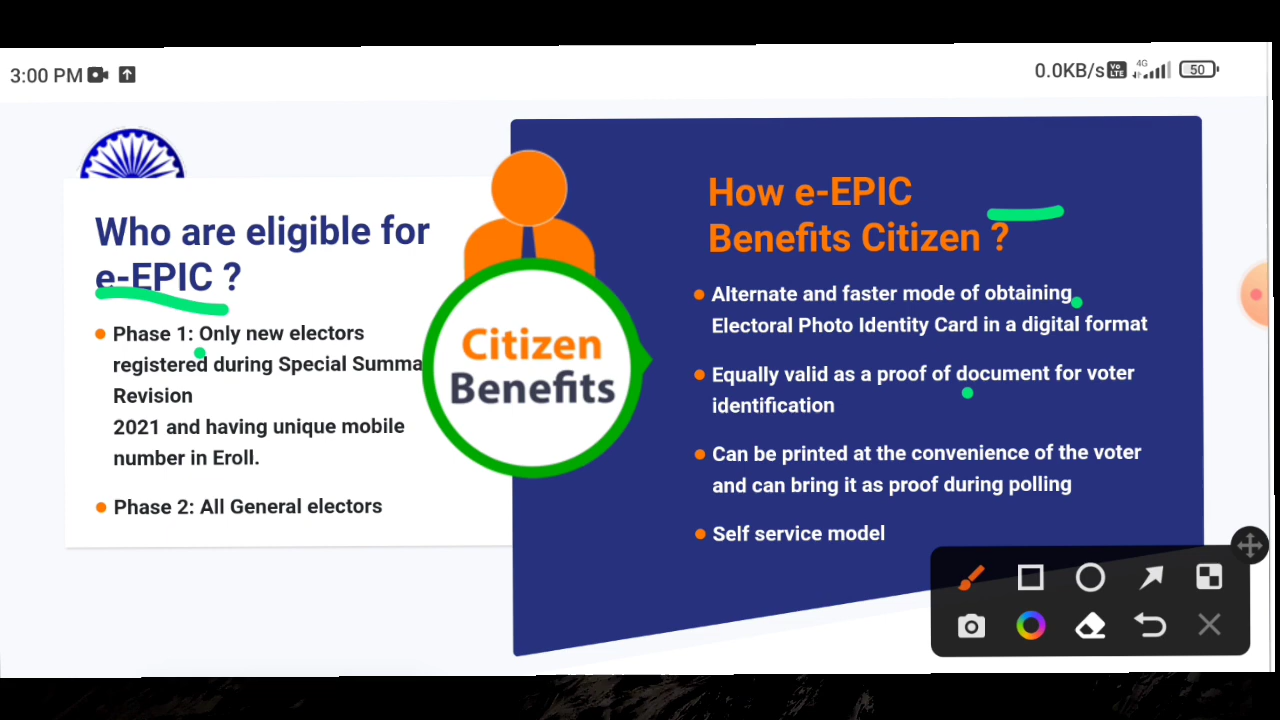 3:00 PM
0.0KB/s Vo LTE 4G 50
Who are eligible for
e-EPIC ?
Phase 1: Only new electors
registered during Special Summa
Revision
2021 and having unique mobile
number in Eroll.
Phase 2: All General electors
Citizen
Benefits
How e-EPIC
Benefits Citizen ?
Alternate and faster mode of obtaining
Electoral Photo Identity Card in a digital format
Equally valid as a proof of document for voter
identification
Can be printed at the convenience of the voter
and can bring it as proof during polling
Self service model